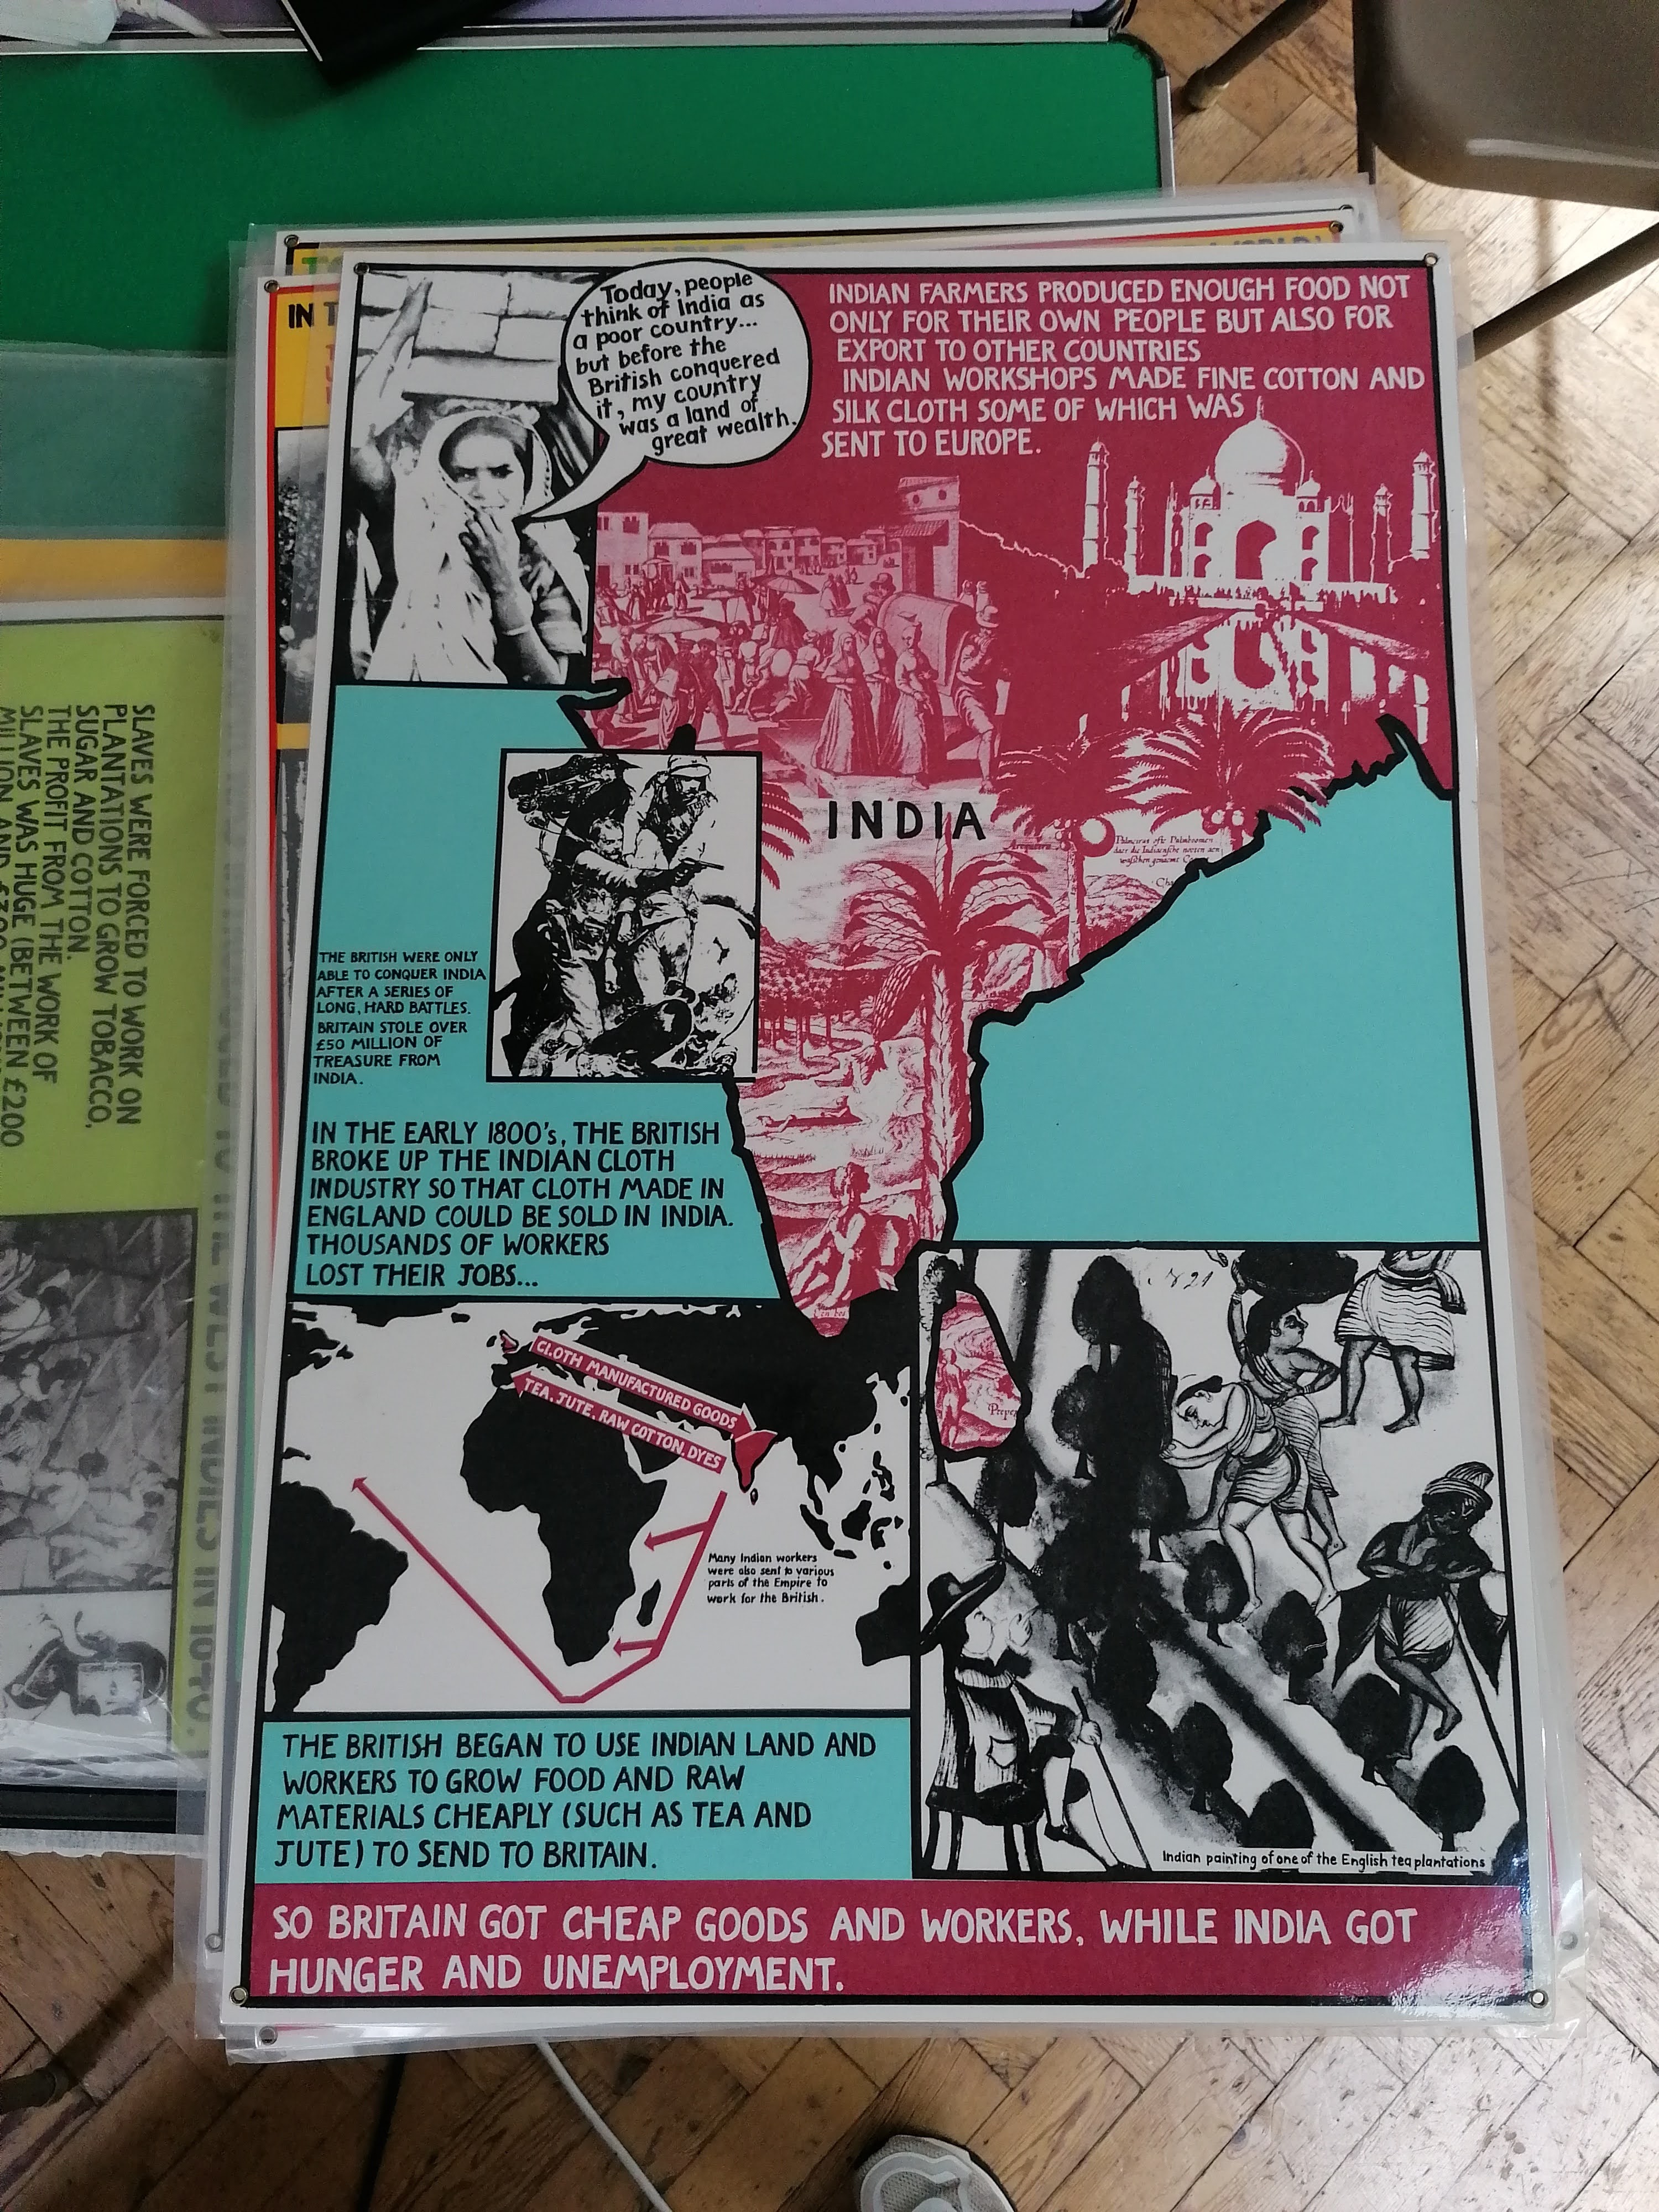 Today, people
think of India as
a poor country...
but before the
British conquered
it, my country
was a land of
great wealth.
INDIAN FARMERS PRODUCED ENOUGH FOOD NOT
ONLY FOR THEIR OWN PEOPLE BUT ALSO FOR
EXPORT TO OTHER COUNTRIES
INDIAN WORKSHOPS MADE FINE COTTON AND
SILK CLOTH SOME OF WHICH WAS
SENT TO EUROPE.
INDIA
THE BRITISH WERE ONLY
ABLE TO CONQUER INDIA
AFTER A SERIES OF
LONG, HARD BATTLES.
BRITAIN STOLE OVER
£50 MILLION OF
TREASURE FROM
INDIA.
IN THE EARLY 1800's, THE BRITISH
BROKE UP THE INDIAN CLOTH
INDUSTRY SO THAT CLOTH MADE IN
ENGLAND COULD BE SOLD IN INDIA.
THOUSANDS OF WORKERS
LOST THEIR JOBS...
CLOTH MANUFACTURED GOODS
TEA, JUTE, RAW COTTON, DYES
Many Indian workers
were also sent to various
parts of the Empire to
work for the British.
No 21
THE BRITISH BEGAN TO USE INDIAN LAND AND
WORKERS TO GROW FOOD AND RAW
MATERIALS CHEAPLY (SUCH AS TEA AND
JUTE) TO SEND TO BRITAIN.
Indian painting of one of the English tea plantations
SO BRITAIN GOT CHEAP GOODS AND WORKERS, WHILE INDIA GOT
HUNGER AND UNEMPLOYMENT.
IN T
SLAVES WERE FORCED TO WORK ON
PLANTATIONS TO GROW TOBACCO,
SUGAR AND COTTON.
THE PROFIT FROM THE WORK OF
SLAVES WAS HUGE (BETWEEN £200
MILLION AND £300